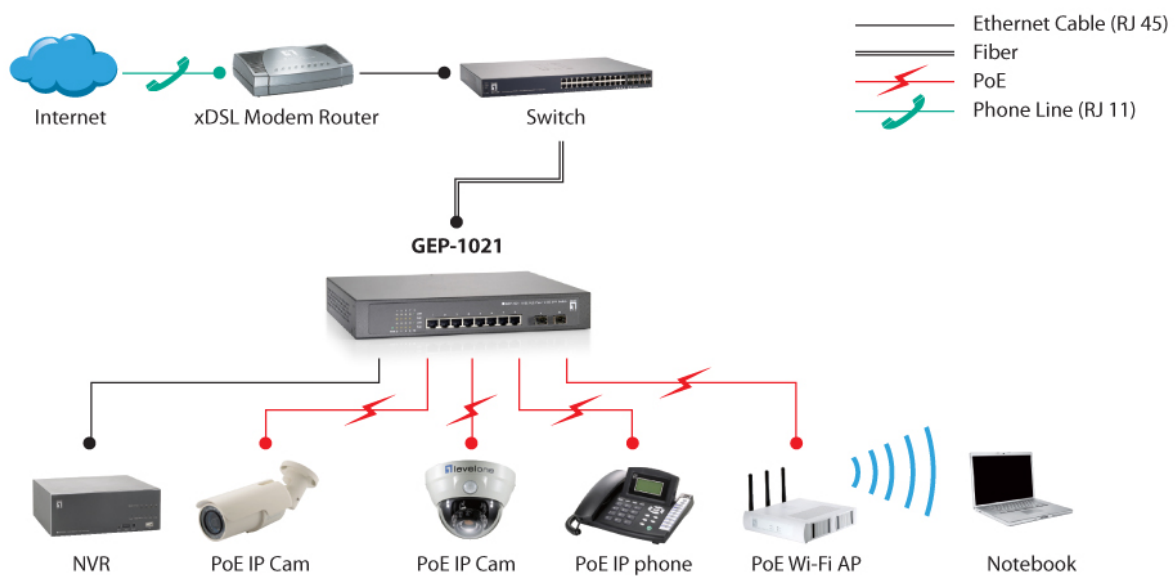 Ethernet Cable (RJ 45)
Fiber
PoE
Phone Line (RJ 11)
Internet
xDSL Modem Router
Switch
GEP-1021
levelone
NVR
PoE IP Cam
PoE IP Cam
PoE IP phone
PoE Wi-Fi AP
Notebook